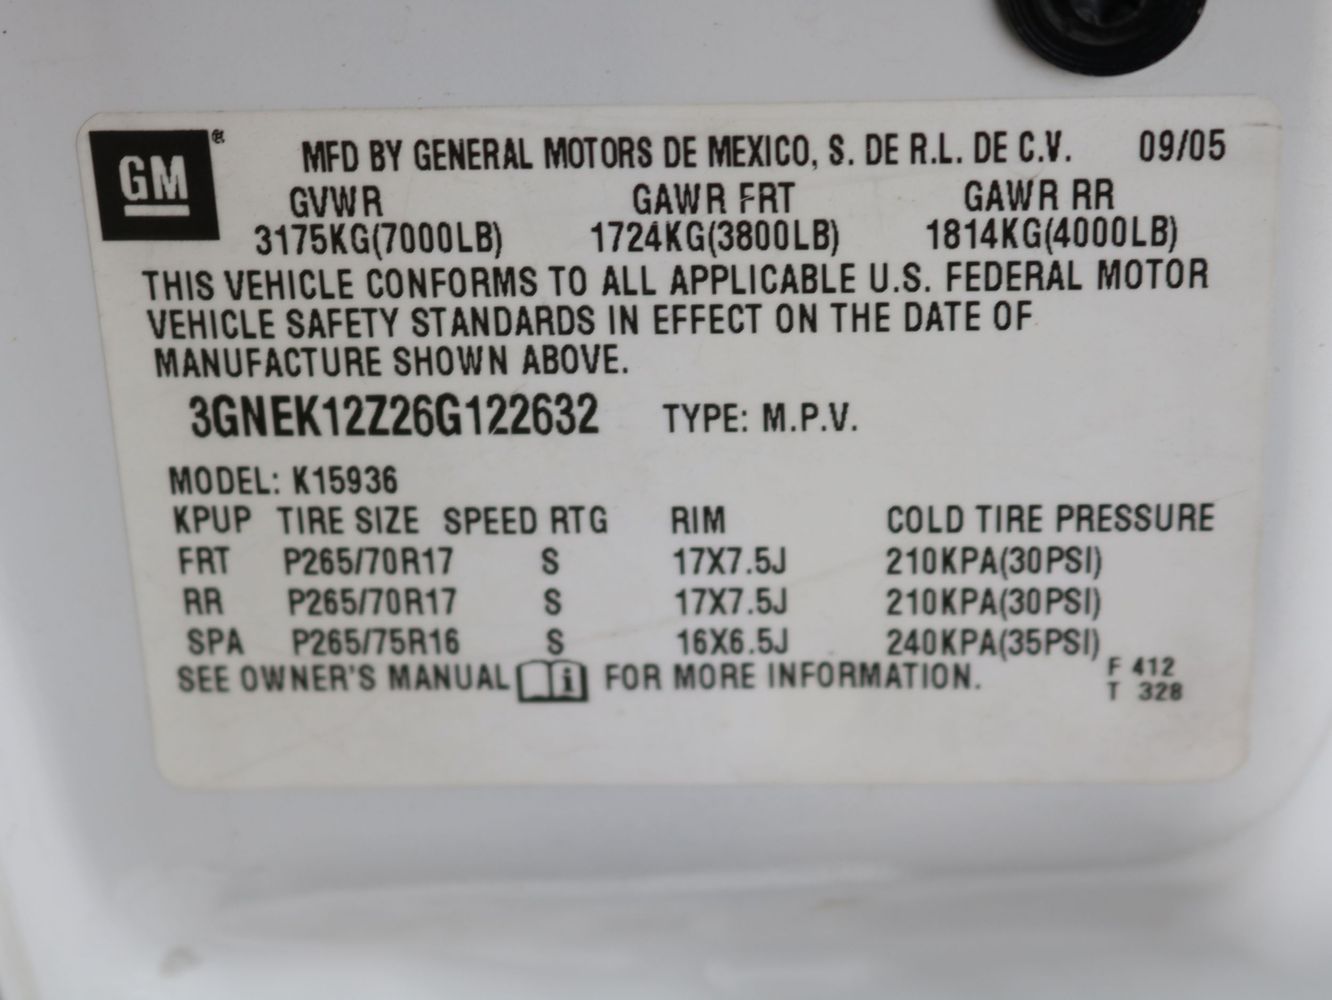 GM®
MFD BY GENERAL MOTORS DE MEXICO, S. DE R.L. DE C.V. 09/05
GVWR GAWR FRT GAWR RR
3175KG(7000LB) 1724KG(3800LB) 1814KG(4000LB)
THIS VEHICLE CONFORMS TO ALL APPLICABLE U.S. FEDERAL MOTOR
VEHICLE SAFETY STANDARDS IN EFFECT ON THE DATE OF
MANUFACTURE SHOWN ABOVE.
3GNEK12Z26G122632 TYPE: M.P.V.
MODEL: K15936
KPUP TIRE SIZE SPEED RTG RIM COLD TIRE PRESSURE
FRT P265/70R17 S 17X7.5J 210KPA(30PSI)
RR P265/70R17 S 17X7.5J 210KPA(30PSI)
SPA P265/75R16 S 16X6.5J 240KPA(35PSI)
SEE OWNER'S MANUAL i FOR MORE INFORMATION.
F 412
T 328